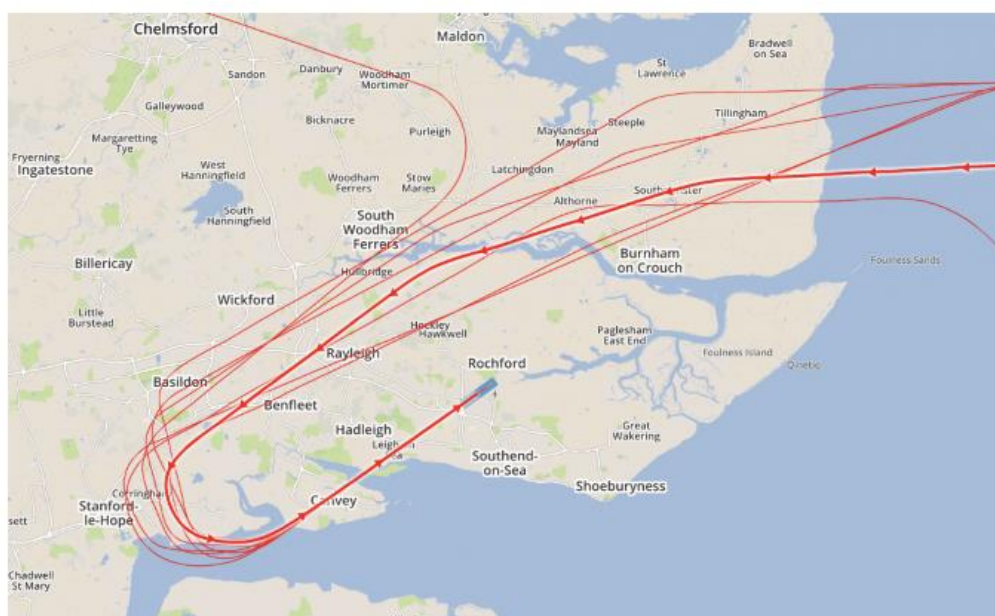 Chelmsford
Maldon
Bradwell
on Sea
Danbury
Sandon
Woodham
Mortimer
St
Lawrence
Galleywood
Tillingham
Bicknacre
Steeple
Purleigh
Maylandsea
Mayland
Margaretting
Tye
Fryerning
Ingatestone
West
Hanningfield
Latchingdon
Woodham
Ferrers
Stow
Maries
Althorne
South
Hanningfield
South
Woodham
Ferrers
Billericay
Burnham
on Crouch
Foulness Sands
Hullbridge
Wickford
Little
Burstead
Hockley
Hawkwell
Paglesham
East End
Rayleigh
Foulness Island
Rochford
Basildon
Benfleet
Great
Wakering
Hadleigh
Southend-
on-Sea
Shoeburyness
Corringham
Stanford-
le-Hope
Canvey
sett
Chadwell
St Mary